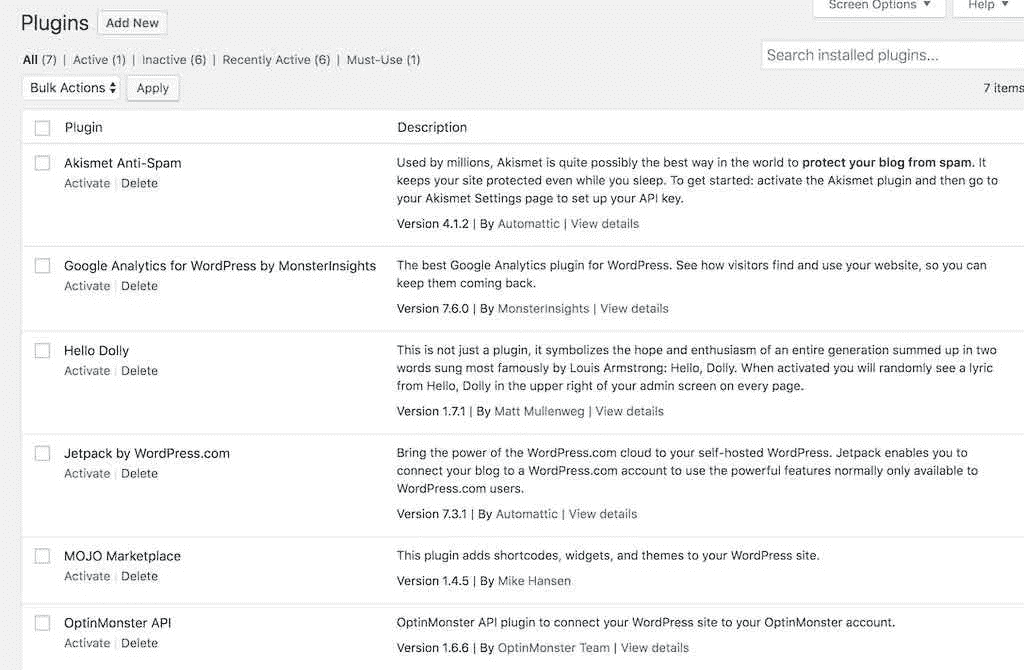 Screen Options ▼ Help ▼
Plugins Add New
All (7) | Active (1) | Inactive (6) | Recently Active (6) | Must-Use (1)
Search installed plugins...
Bulk Actions Apply
7 items
Plugin Description
Akismet Anti-Spam
Activate | Delete
Used by millions, Akismet is quite possibly the best way in the world to protect your blog from spam. It
keeps your site protected even while you sleep. To get started: activate the Akismet plugin and then go to
your Akismet Settings page to set up your API key.
Version 4.1.2 | By Automattic | View details
Google Analytics for WordPress by MonsterInsights
Activate | Delete
The best Google Analytics plugin for WordPress. See how visitors find and use your website, so you can
keep them coming back.
Version 7.6.0 | By MonsterInsights | View details
Hello Dolly
Activate | Delete
This is not just a plugin, it symbolizes the hope and enthusiasm of an entire generation summed up in two
words sung most famously by Louis Armstrong: Hello, Dolly. When activated you will randomly see a lyric
from Hello, Dolly in the upper right of your admin screen on every page.
Version 1.7.1 | By Matt Mullenweg | View details
Jetpack by WordPress.com
Activate | Delete
Bring the power of the WordPress.com cloud to your self-hosted WordPress. Jetpack enables you to
connect your blog to a WordPress.com account to use the powerful features normally only available to
WordPress.com users.
Version 7.3.1 | By Automattic | View details
MOJO Marketplace
Activate | Delete
This plugin adds shortcodes, widgets, and themes to your WordPress site.
Version 1.4.5 | By Mike Hansen
OptinMonster API
Activate | Delete
OptinMonster API plugin to connect your WordPress site to your OptinMonster account.
Version 1.6.6 | By OptinMonster Team | View details